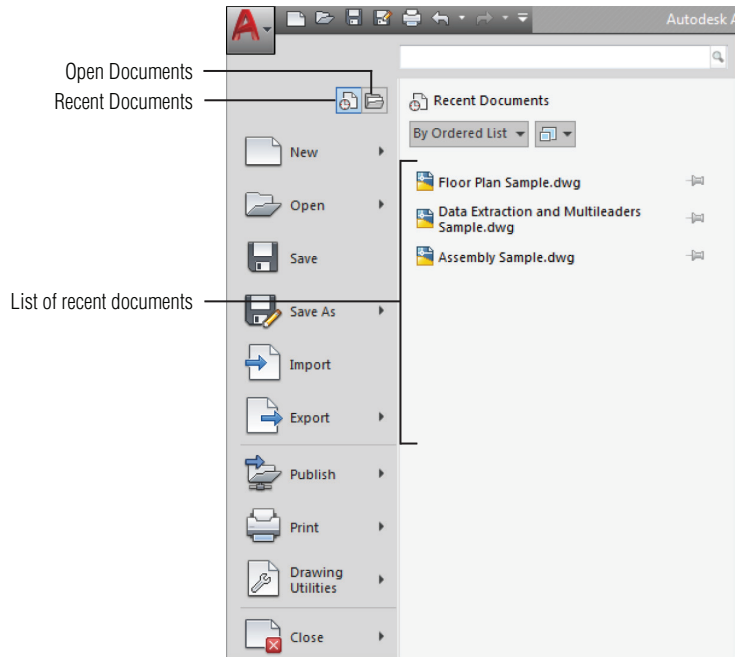 Autodesk A
Open Documents
Recent Documents
Recent Documents
By Ordered List
New
Open
Save
List of recent documents
Save As
Import
Export
Publish
Print
Drawing
Utilities
Close
Floor Plan Sample.dwg
Data Extraction and Multileaders
Sample.dwg
Assembly Sample.dwg